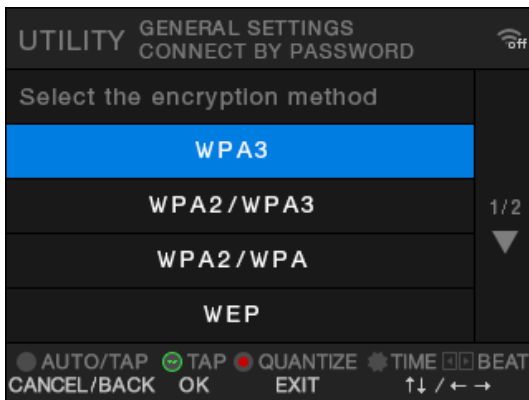 UTILITY GENERAL SETTINGS
CONNECT BY PASSWORD
off
Select the encryption method
WPA3
WPA2/WPA3
1/2
WPA2/WPA
WEP
AUTO/TAP TAP QUANTIZE TIME BEAT
CANCEL/BACK OK EXIT ↑↓/←→